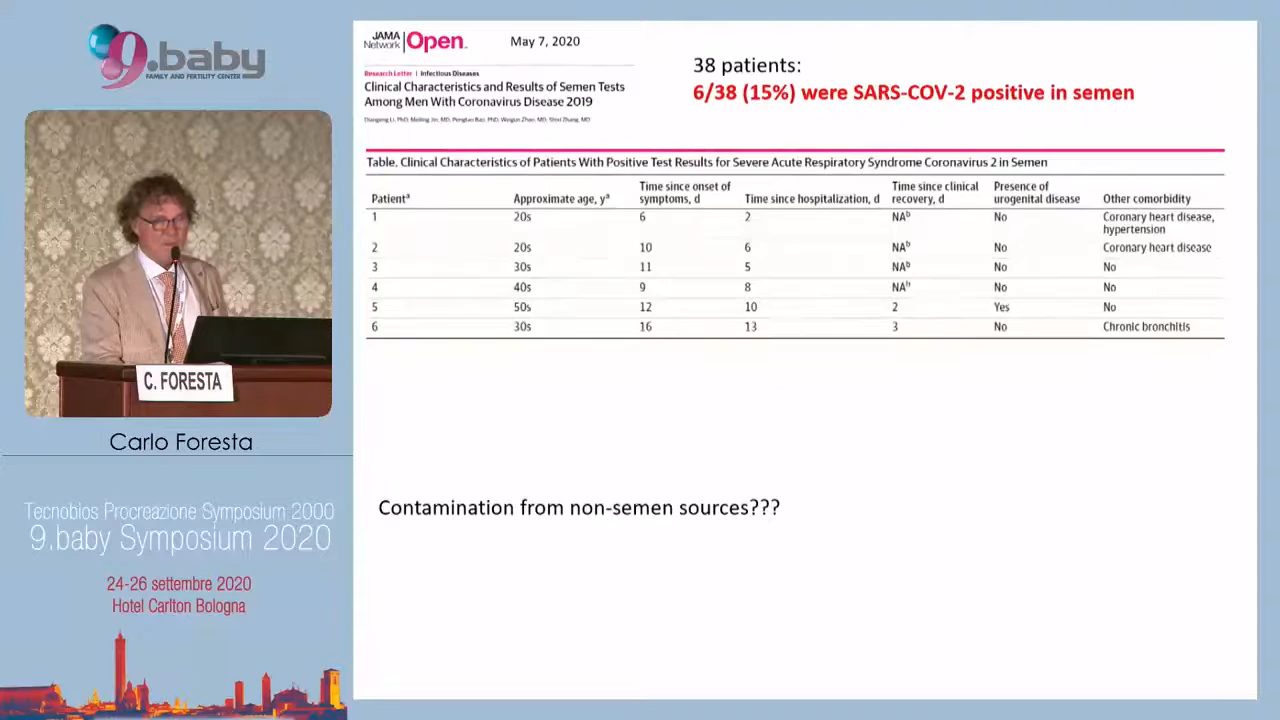 9.baby
FAMILY AND FERTILITY CENTER
C. FORESTA
Carlo Foresta
Tecnobios Procreazione Symposium 2000
9.baby Symposium 2020
24-26 settembre 2020
Hotel Carlton Bologna
JAMA Network Open
May 7, 2020
Research Letter | Infectious Diseases
Clinical Characteristics and Results of Semen Tests
Among Men With Coronavirus Disease 2019
38 patients:
6/38 (15%) were SARS-COV-2 positive in semen
Table. Clinical Characteristics of Patients With Positive Test Results for Severe Acute Respiratory Syndrome Coronavirus 2 in Semen
Patientᵃ Approximate age, yᵃ Time since onset of symptoms, d Time since hospitalization, d Time since clinical recovery, d Presence of urogenital disease Other comorbidity
1 20s 6 2 NAᵇ No Coronary heart disease, hypertension
2 20s 10 6 NAᵇ No Coronary heart disease
3 30s 11 5 NAᵇ No No
4 40s 9 8 NAᵇ No No
5 50s 12 10 2 Yes No
6 30s 16 13 3 No Chronic bronchitis
Contamination from non-semen sources???